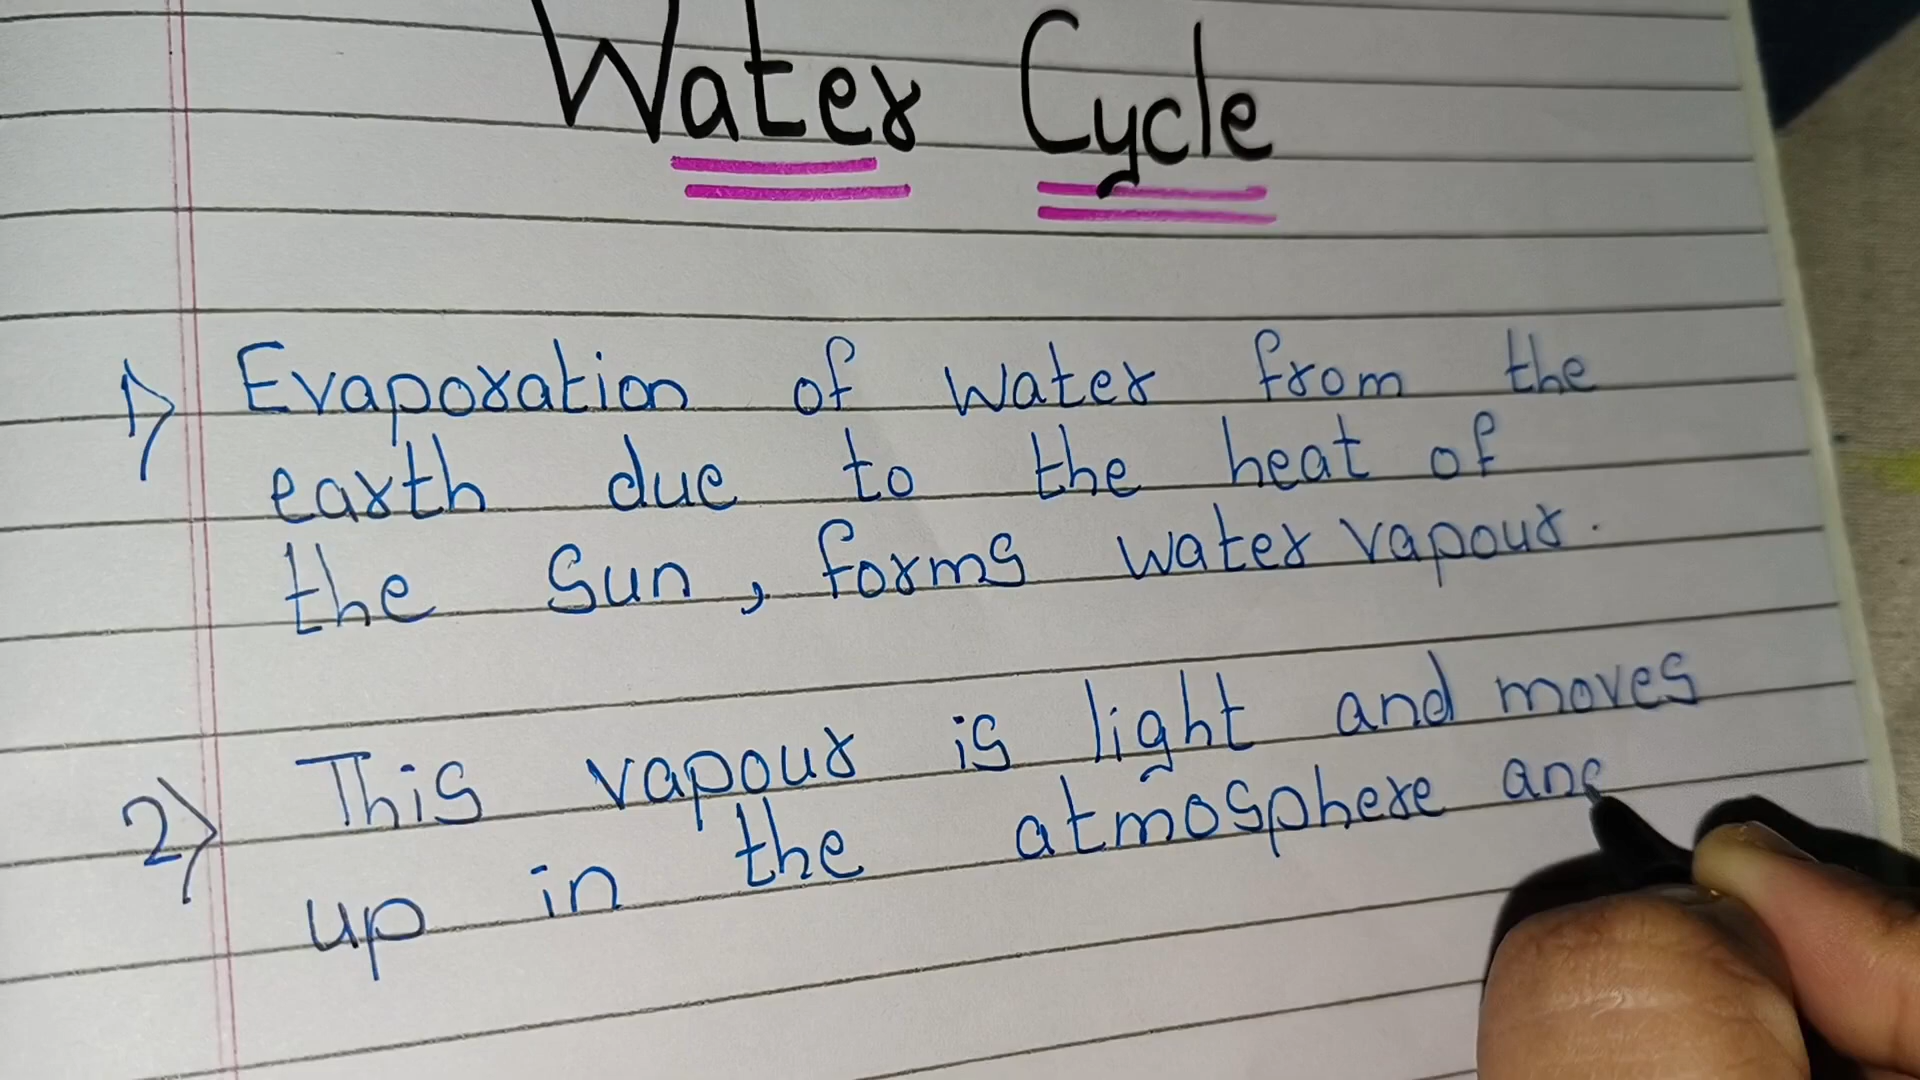 Water Cycle
1) Evaporation of water from the
earth due to the heat of
the Sun, forms water vapour.
2) This vapour is light and moves
up in the atmosphere